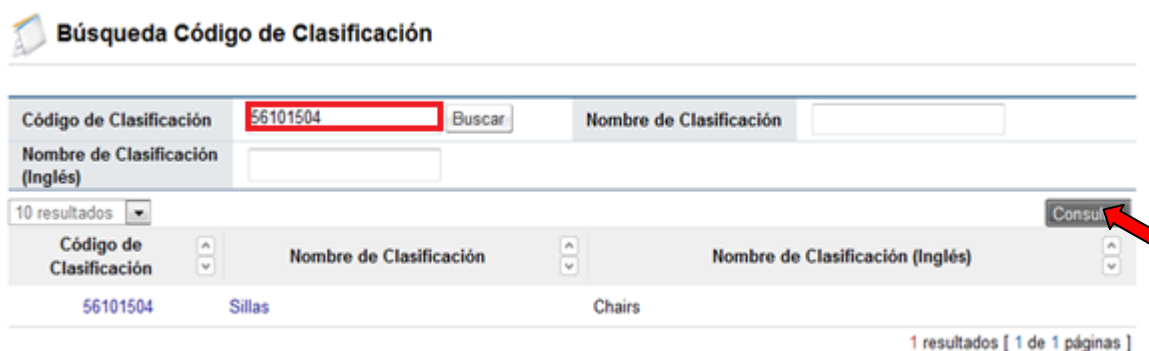 Búsqueda Código de Clasificación
Código de Clasificación 56101504 Buscar Nombre de Clasificación
Nombre de Clasificación
(Inglés)
10 resultados
Código de
Clasificación Nombre de Clasificación Nombre de Clasificación (Inglés)
56101504 Sillas Chairs
1 resultados [ 1 de 1 páginas ]